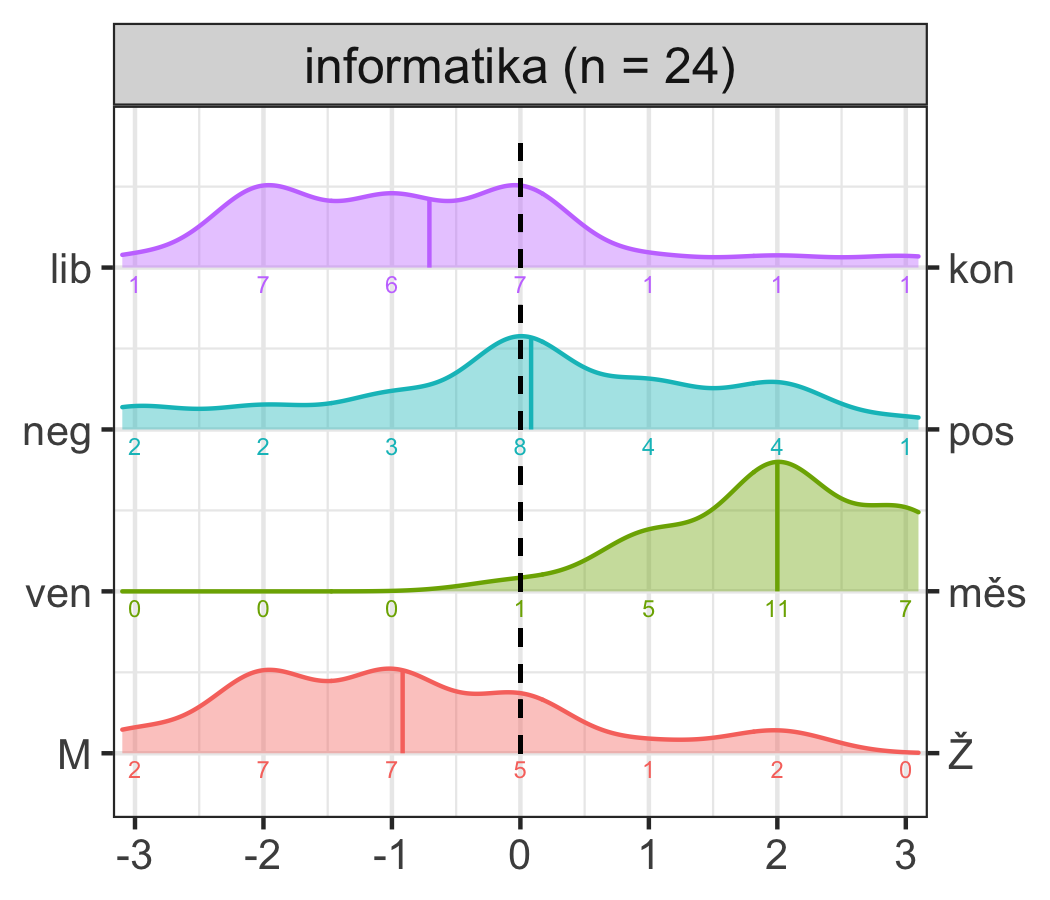 informatika (n = 24)
lib kon
1 7 6 7 1 1 1
neg pos
2 2 3 8 4 4 1
ven měs
0 0 0 1 5 11 7
M Ž
2 7 7 5 1 2 0
-3 -2 -1 0 1 2 3